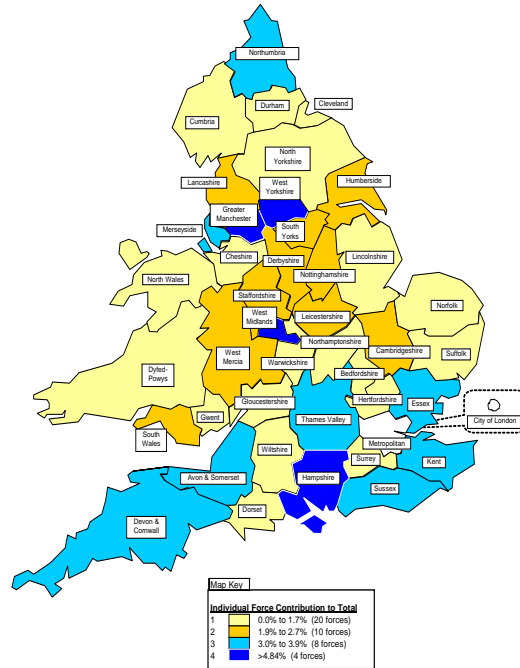 Northumbria
Durham
Cleveland
Cumbria
North
Yorkshire
Lancashire
West
Yorkshire
Humberside
Greater
Manchester
Merseyside
South
Yorks
Cheshire
Derbyshire
Lincolnshire
North Wales
Nottinghamshire
Staffordshire
Norfolk
West
Midlands
Leicestershire
Northamptonshire
West
Mercia
Cambridgeshire
Suffolk
Warwickshire
Dyfed-
Powys
Bedfordshire
Gloucestershire
Hertfordshire
Essex
Gwent
Thames Valley
City of London
South
Wales
Metropolitan
Wiltshire
Surrey
Kent
Avon & Somerset
Hampshire
Sussex
Dorset
Devon &
Cornwall
Map Key
Individual Force Contribution to Total
1 0.0% to 1.7% (20 forces)
2 1.9% to 2.7% (10 forces)
3 3.0% to 3.9% (8 forces)
4 >4.84% (4 forces)